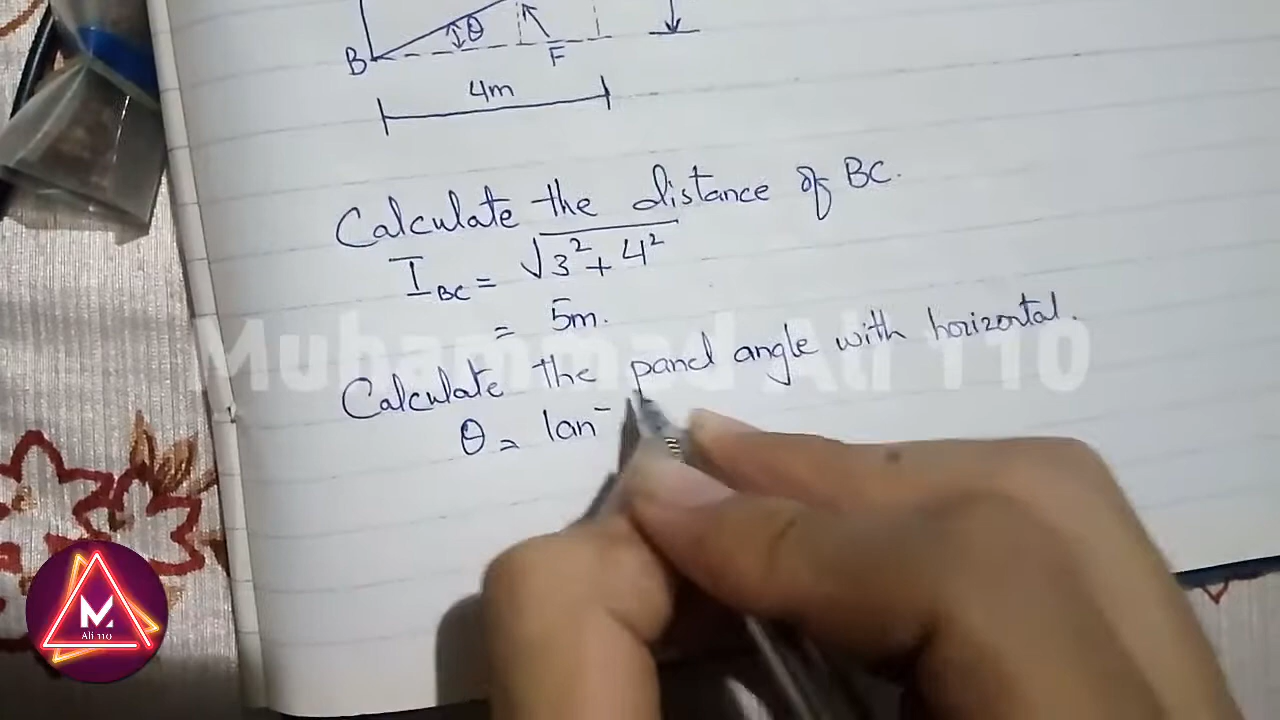 θ
B
F
4m
Calculate the distance of BC.
I_BC = √3² + 4²
= 5m.
Muhammad Ali 110
Calculate the panel angle with horizontal.
θ = tan⁻
M
Ali 110